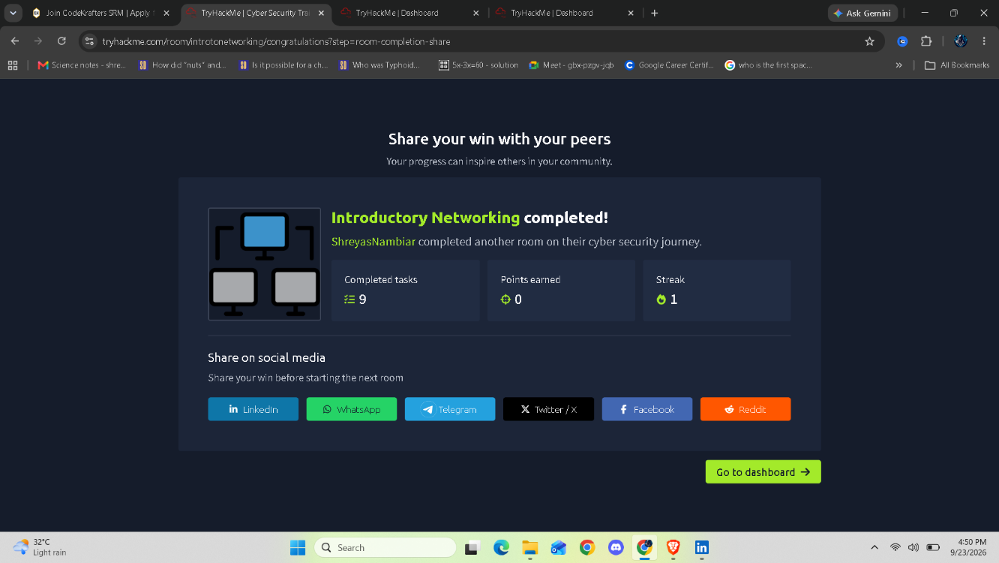 Join CodeKrafters SRM | Apply
TryHackMe | Cyber Security Trai
TryHackMe | Dashboard
TryHackMe | Dashboard
Ask Gemini
tryhackme.com/room/introtonetworking/congratulations?step=room-completion-share
Science notes - shre...
How did "nuts" and...
Is it possible for a ch...
Who was Typhoid...
5x-3x=60 - solution
Meet - gbx-pzgv-jqb
Google Career Certif...
who is the first spac...
All Bookmarks
Share your win with your peers
Your progress can inspire others in your community.
Introductory Networking completed!
ShreyasNambiar completed another room on their cyber security journey.
Completed tasks
9
Points earned
0
Streak
1
Share on social media
Share your win before starting the next room
LinkedIn
WhatsApp
Telegram
Twitter / X
Facebook
Reddit
Go to dashboard
32°C
Light rain
Search
4:50 PM
9/23/2026